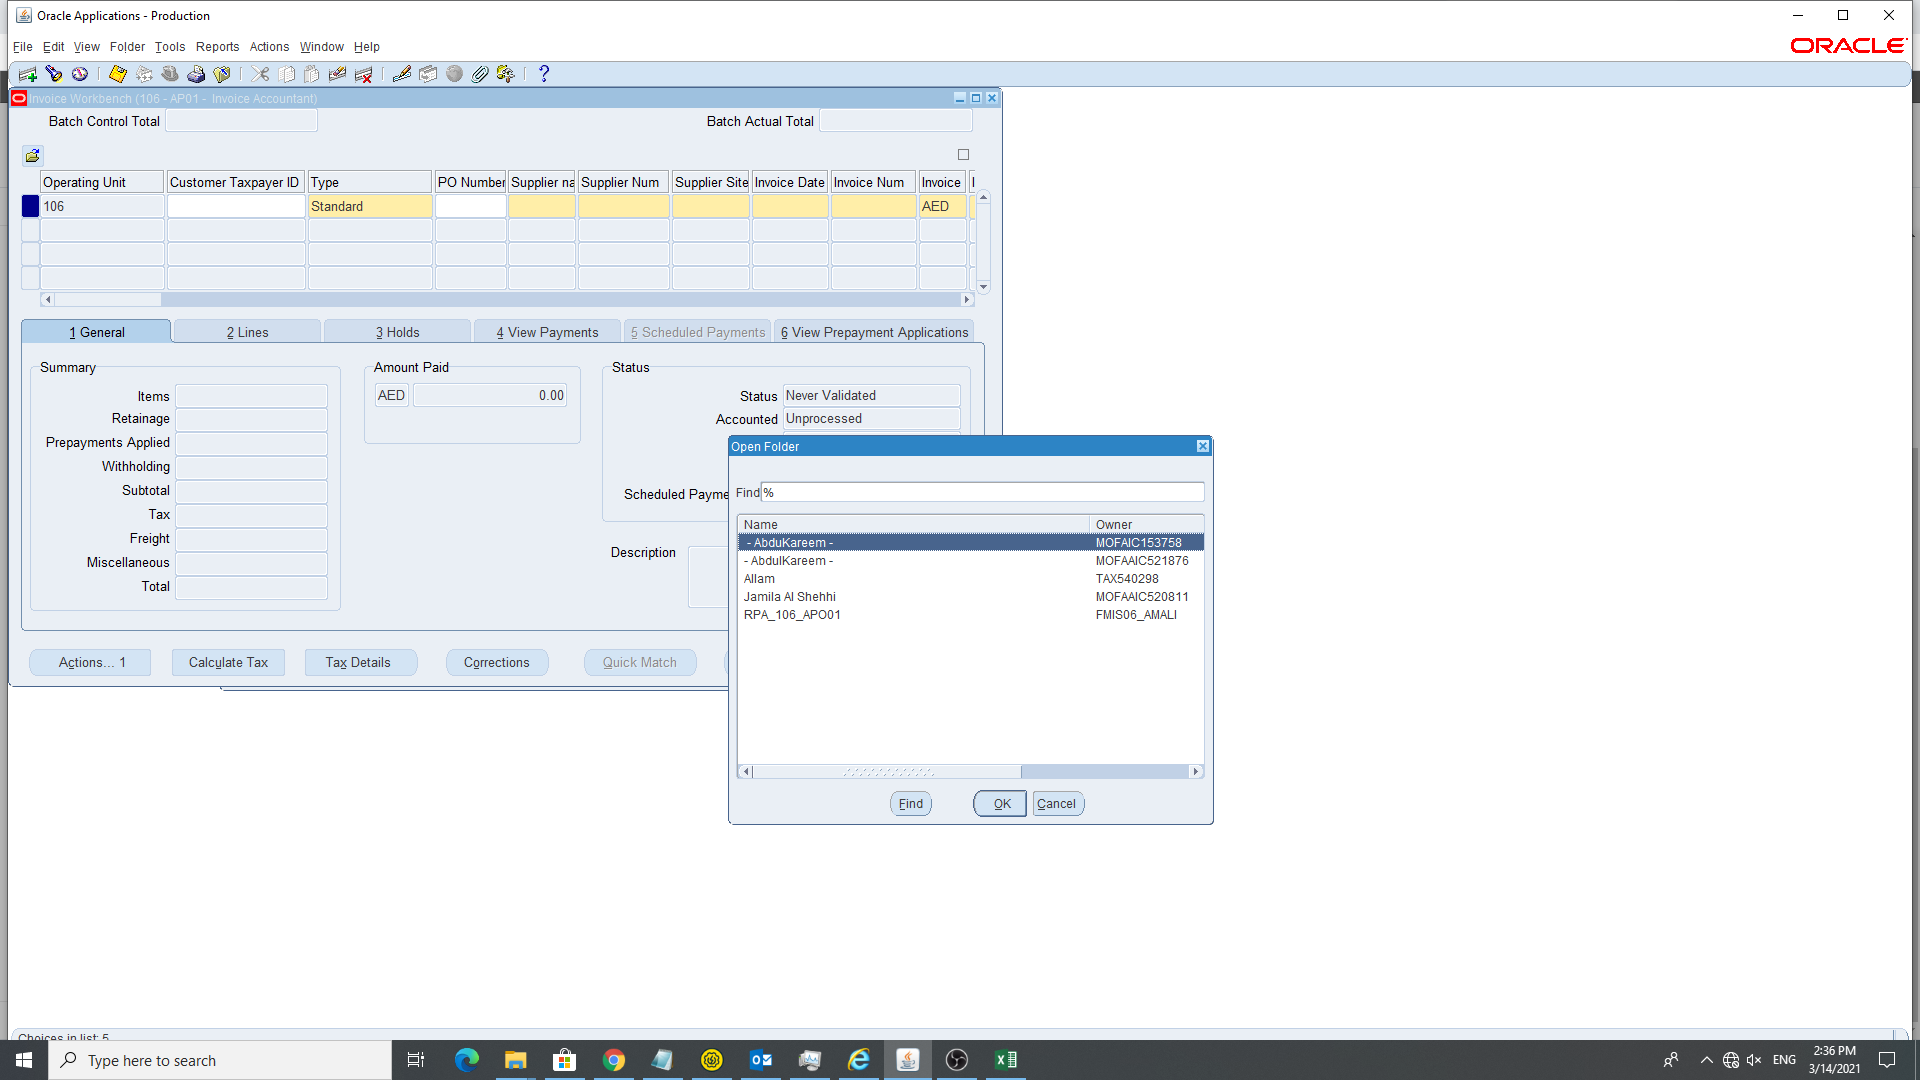 Oracle Applications - Production
File Edit View Folder Tools Reports Actions Window Help
ORACLE
Invoice Workbench (106 - AP01 - Invoice Accountant)
Batch Control Total
Batch Actual Total
Operating Unit Customer Taxpayer ID Type PO Number Supplier na Supplier Num Supplier Site Invoice Date Invoice Num Invoice
106 Standard AED
1 General 2 Lines 3 Holds 4 View Payments 5 Scheduled Payments 6 View Prepayment Applications
Summary
Items
Retainage
Prepayments Applied
Withholding
Subtotal
Tax
Freight
Miscellaneous
Total
Amount Paid
AED 0.00
Status
Status Never Validated
Accounted Unprocessed
Scheduled Payme
Description
Actions... 1 Calculate Tax Tax Details Corrections Quick Match
Open Folder
Find %
Name Owner
- AbduKareem - MOFAIC153758
- AbdulKareem - MOFAAIC521876
Allam TAX540298
Jamila Al Shehhi MOFAAIC520811
RPA_106_APO01 FMIS06_AMALI
Find OK Cancel
Choices in list: 5
Type here to search
ENG
2:36 PM
3/14/2021